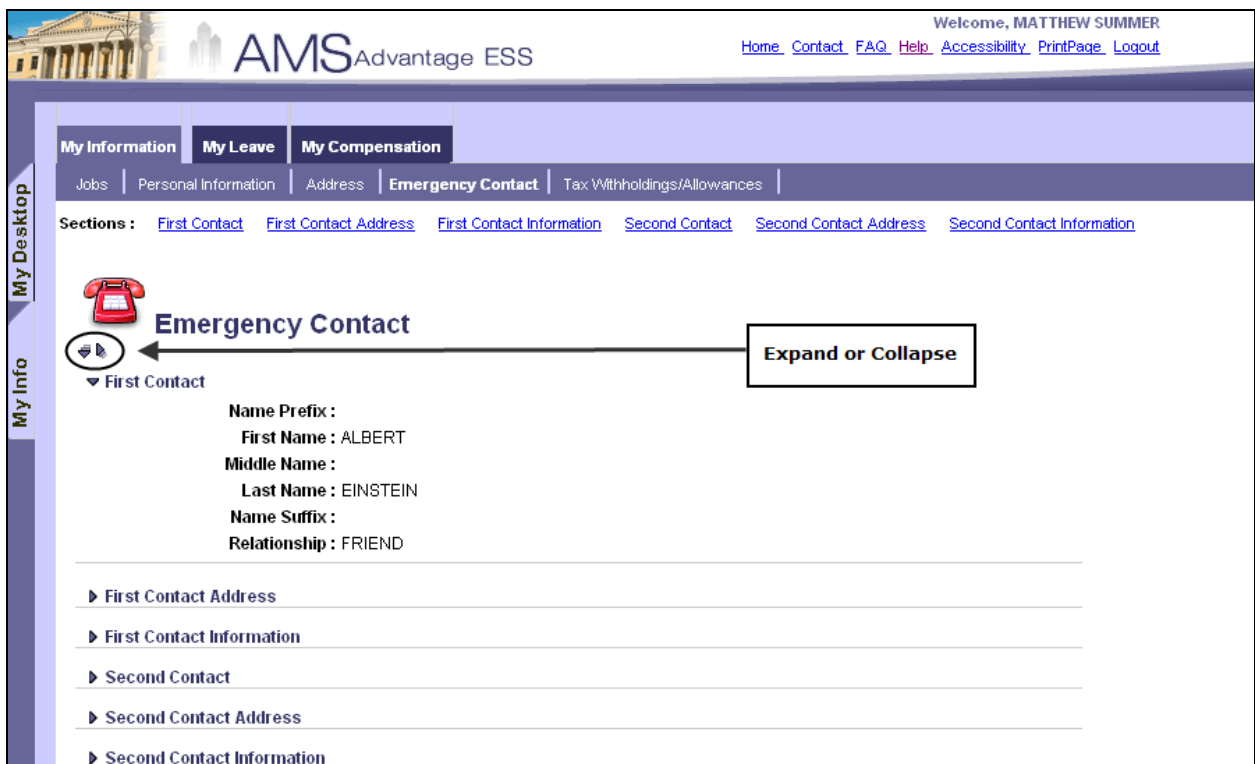 Welcome, MATTHEW SUMMER
AMSAdvantage ESS
Home Contact FAQ Help Accessibility PrintPage Logout
My Information My Leave My Compensation
Jobs Personal Information Address Emergency Contact Tax Withholdings/Allowances
My Desktop
My Info
Sections : First Contact First Contact Address First Contact Information Second Contact Second Contact Address Second Contact Information
Emergency Contact
Expand or Collapse
First Contact
Name Prefix :
First Name : ALBERT
Middle Name :
Last Name : EINSTEIN
Name Suffix :
Relationship : FRIEND
First Contact Address
First Contact Information
Second Contact
Second Contact Address
Second Contact Information